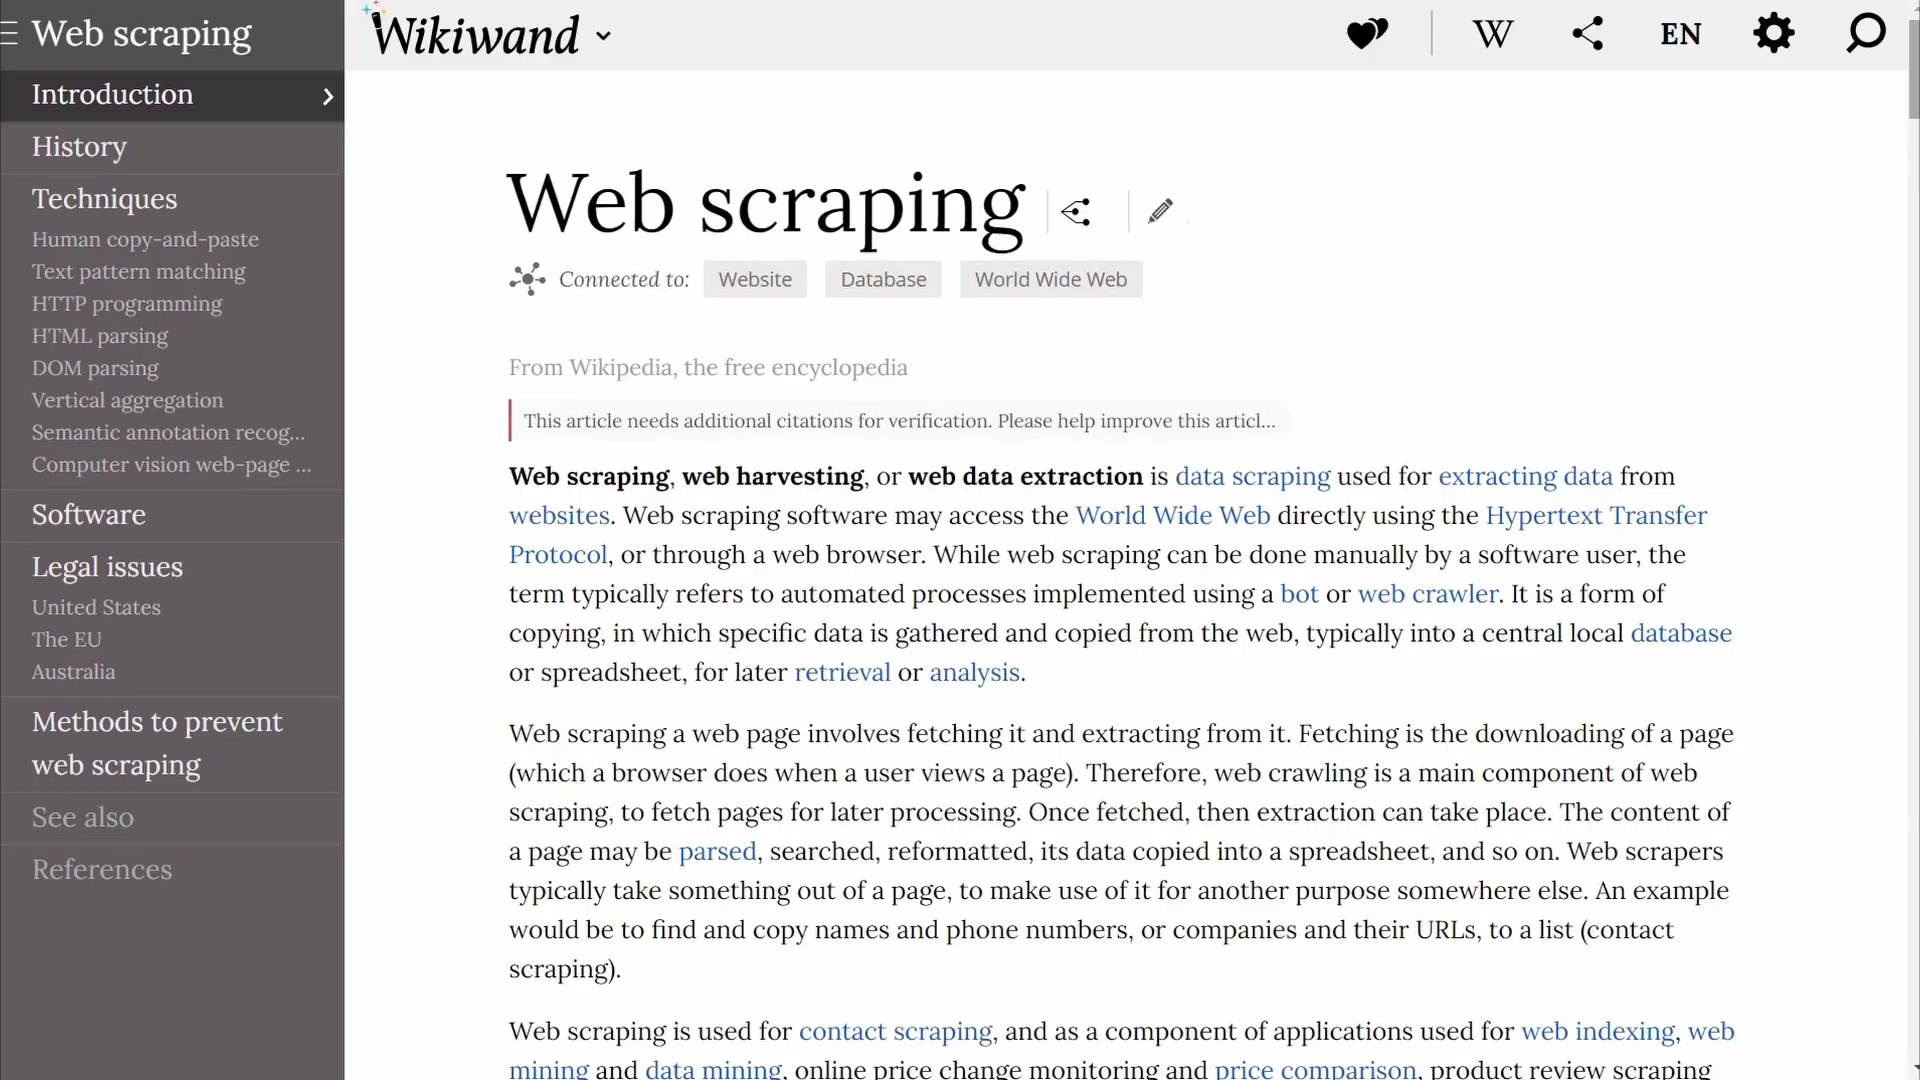 Web scraping
Introduction
History
Techniques
Human copy-and-paste
Text pattern matching
HTTP programming
HTML parsing
DOM parsing
Vertical aggregation
Semantic annotation recog...
Computer vision web-page ...
Software
Legal issues
United States
The EU
Australia
Methods to prevent
web scraping
See also
References
Wikiwand
W
EN
Web scraping
Connected to: Website Database World Wide Web
From Wikipedia, the free encyclopedia
This article needs additional citations for verification. Please help improve this articl...
Web scraping, web harvesting, or web data extraction is data scraping used for extracting data from
websites. Web scraping software may access the World Wide Web directly using the Hypertext Transfer
Protocol, or through a web browser. While web scraping can be done manually by a software user, the
term typically refers to automated processes implemented using a bot or web crawler. It is a form of
copying, in which specific data is gathered and copied from the web, typically into a central local database
or spreadsheet, for later retrieval or analysis.
Web scraping a web page involves fetching it and extracting from it. Fetching is the downloading of a page
(which a browser does when a user views a page). Therefore, web crawling is a main component of web
scraping, to fetch pages for later processing. Once fetched, then extraction can take place. The content of
a page may be parsed, searched, reformatted, its data copied into a spreadsheet, and so on. Web scrapers
typically take something out of a page, to make use of it for another purpose somewhere else. An example
would be to find and copy names and phone numbers, or companies and their URLs, to a list (contact
scraping).
Web scraping is used for contact scraping, and as a component of applications used for web indexing, web
mining and data mining, online price change monitoring and price comparison, product review scraping